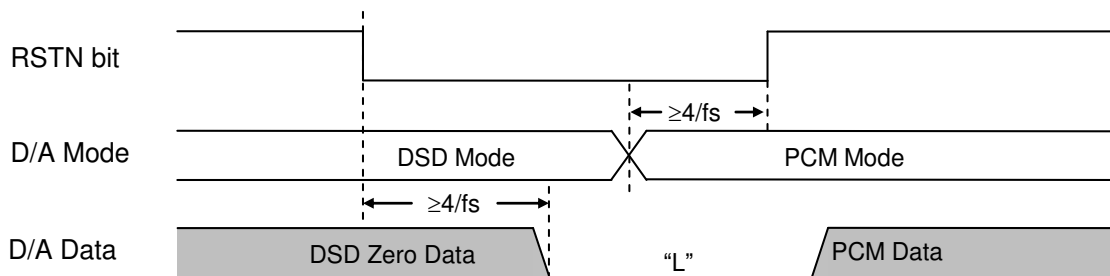 RSTN bit
≥4/fs
D/A Mode
DSD Mode
PCM Mode
≥4/fs
D/A Data
DSD Zero Data
“L”
PCM Data